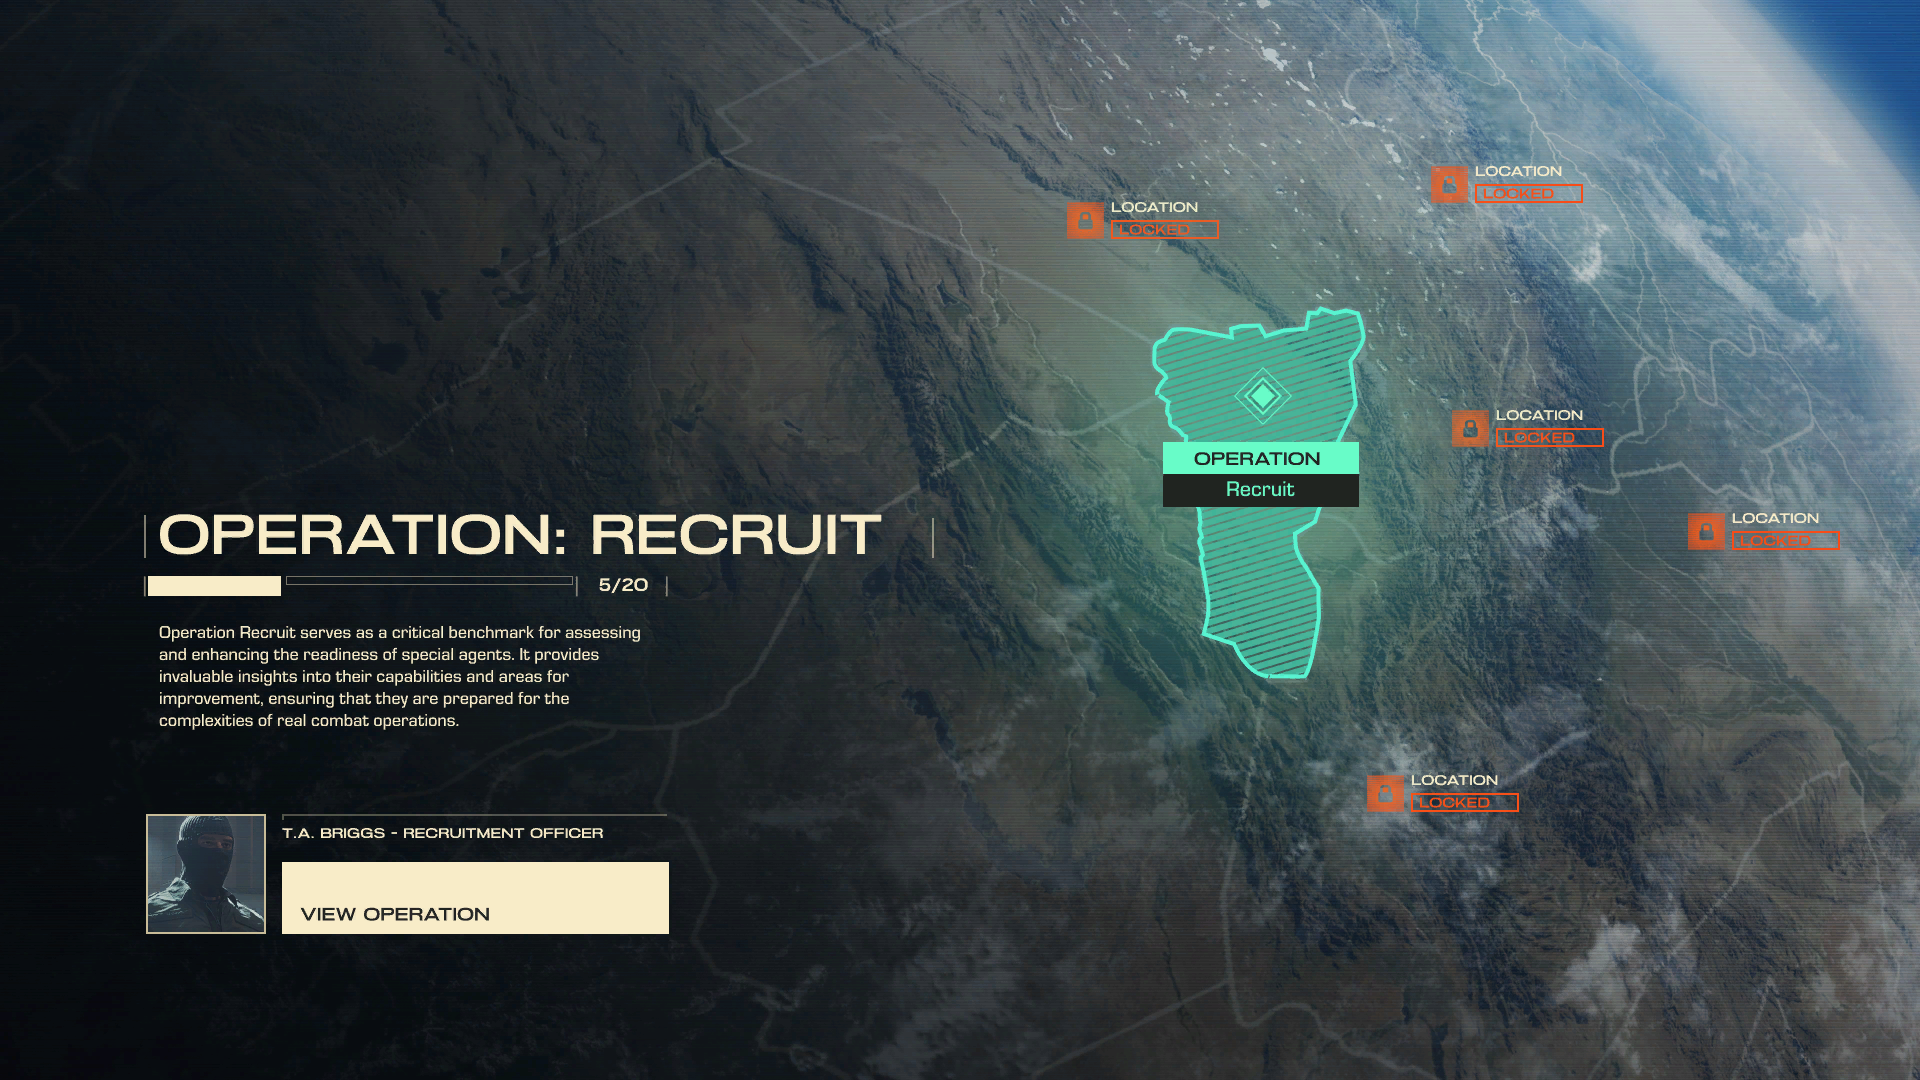 OPERATION: RECRUIT
5/20
Operation Recruit serves as a critical benchmark for assessing
and enhancing the readiness of special agents. It provides
invaluable insights into their capabilities and areas for
improvement, ensuring that they are prepared for the
complexities of real combat operations.
T.A. BRIGGS - RECRUITMENT OFFICER
VIEW OPERATION
LOCATION
LOCKED
LOCATION
LOCKED
OPERATION
Recruit
LOCATION
LOCKED
LOCATION
LOCKED
LOCATION
LOCKED